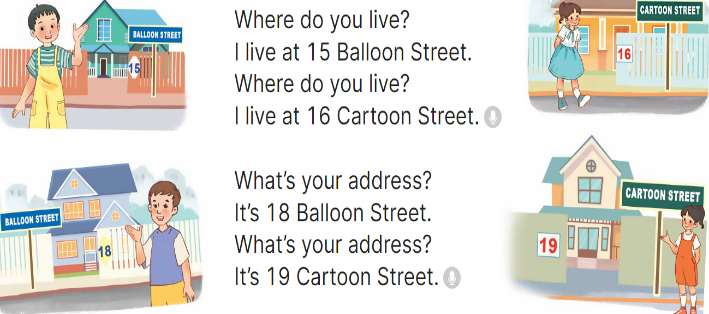 BALLOON STREET
15
Where do you live?
I live at 15 Balloon Street.
Where do you live?
I live at 16 Cartoon Street.
CARTOON STREET
16
BALLOON STREET
18
What's your address?
It's 18 Balloon Street.
What's your address?
It's 19 Cartoon Street.
CARTOON STREET
19